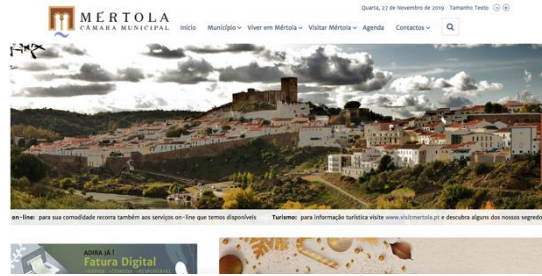 Quarta, 27 de Novembro de 2019 Tamanho Texto
MÉRTOLA
CÂMARA MUNICIPAL
Início Município Viver em Mértola Visitar Mértola Agenda Contactos
on-line: para sua comodidade recorra também aos serviços on-line que temos disponíveis Turismo: para informação turística visite www.visitmertola.pt e descubra alguns dos nossos segredo
ADIRA JÁ !
Fatura Digital